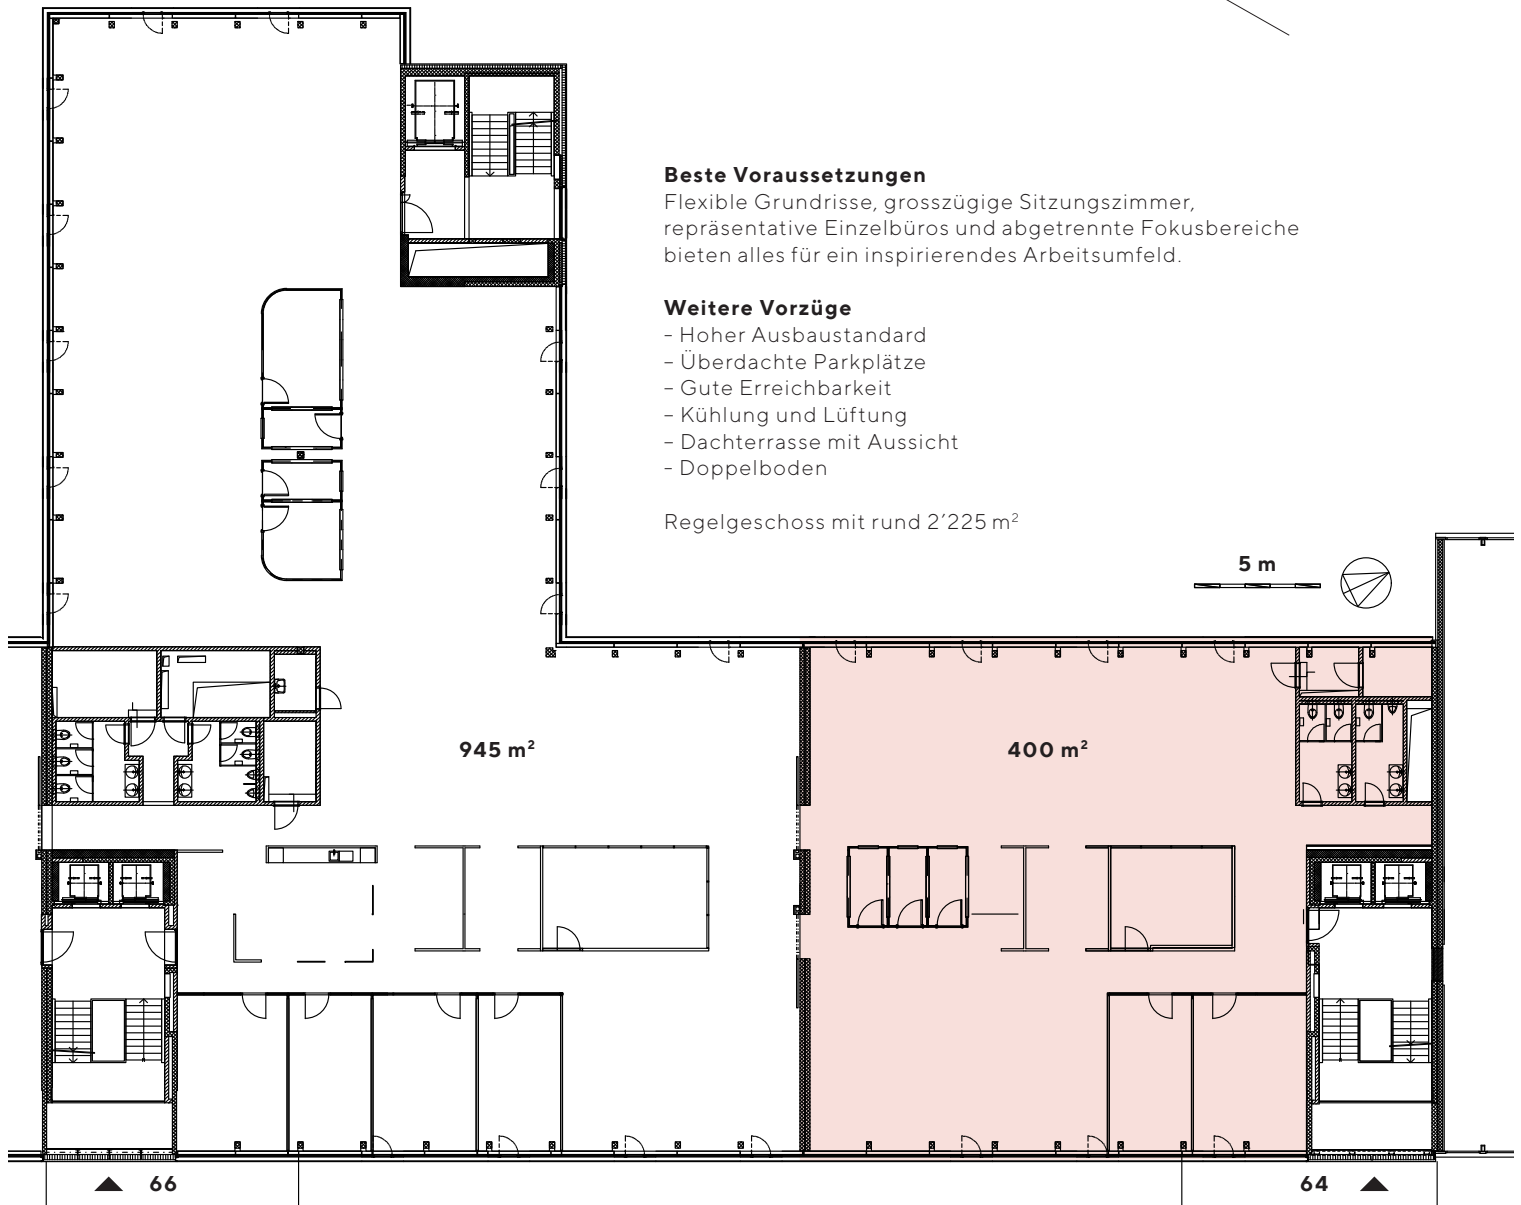 Beste Voraussetzungen
Flexible Grundrisse, grosszügige Sitzungszimmer,
repräsentative Einzelbüros und abgetrennte Fokusbereiche
bieten alles für ein inspirierendes Arbeitsumfeld.
Weitere Vorzüge
– Hoher Ausbaustandard
– Überdachte Parkplätze
– Gute Erreichbarkeit
– Kühlung und Lüftung
– Dachterrasse mit Aussicht
- Doppelboden
Regelgeschoss mit rund 2’225 m²
5 m
945 m²
400 m²
66
64